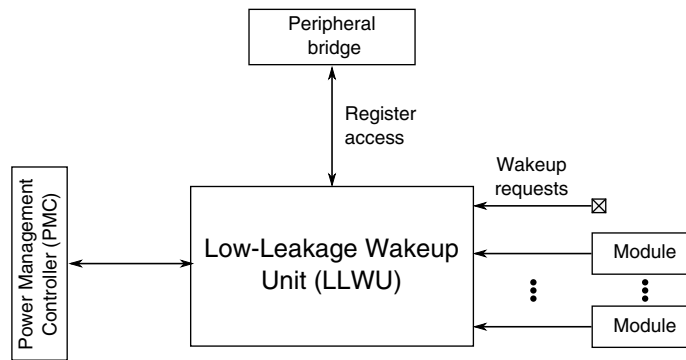 Peripheral
bridge
Register
access
Wakeup
requests
Power Management
Controller (PMC)
Low-Leakage Wakeup
Unit (LLWU)
Module
Module